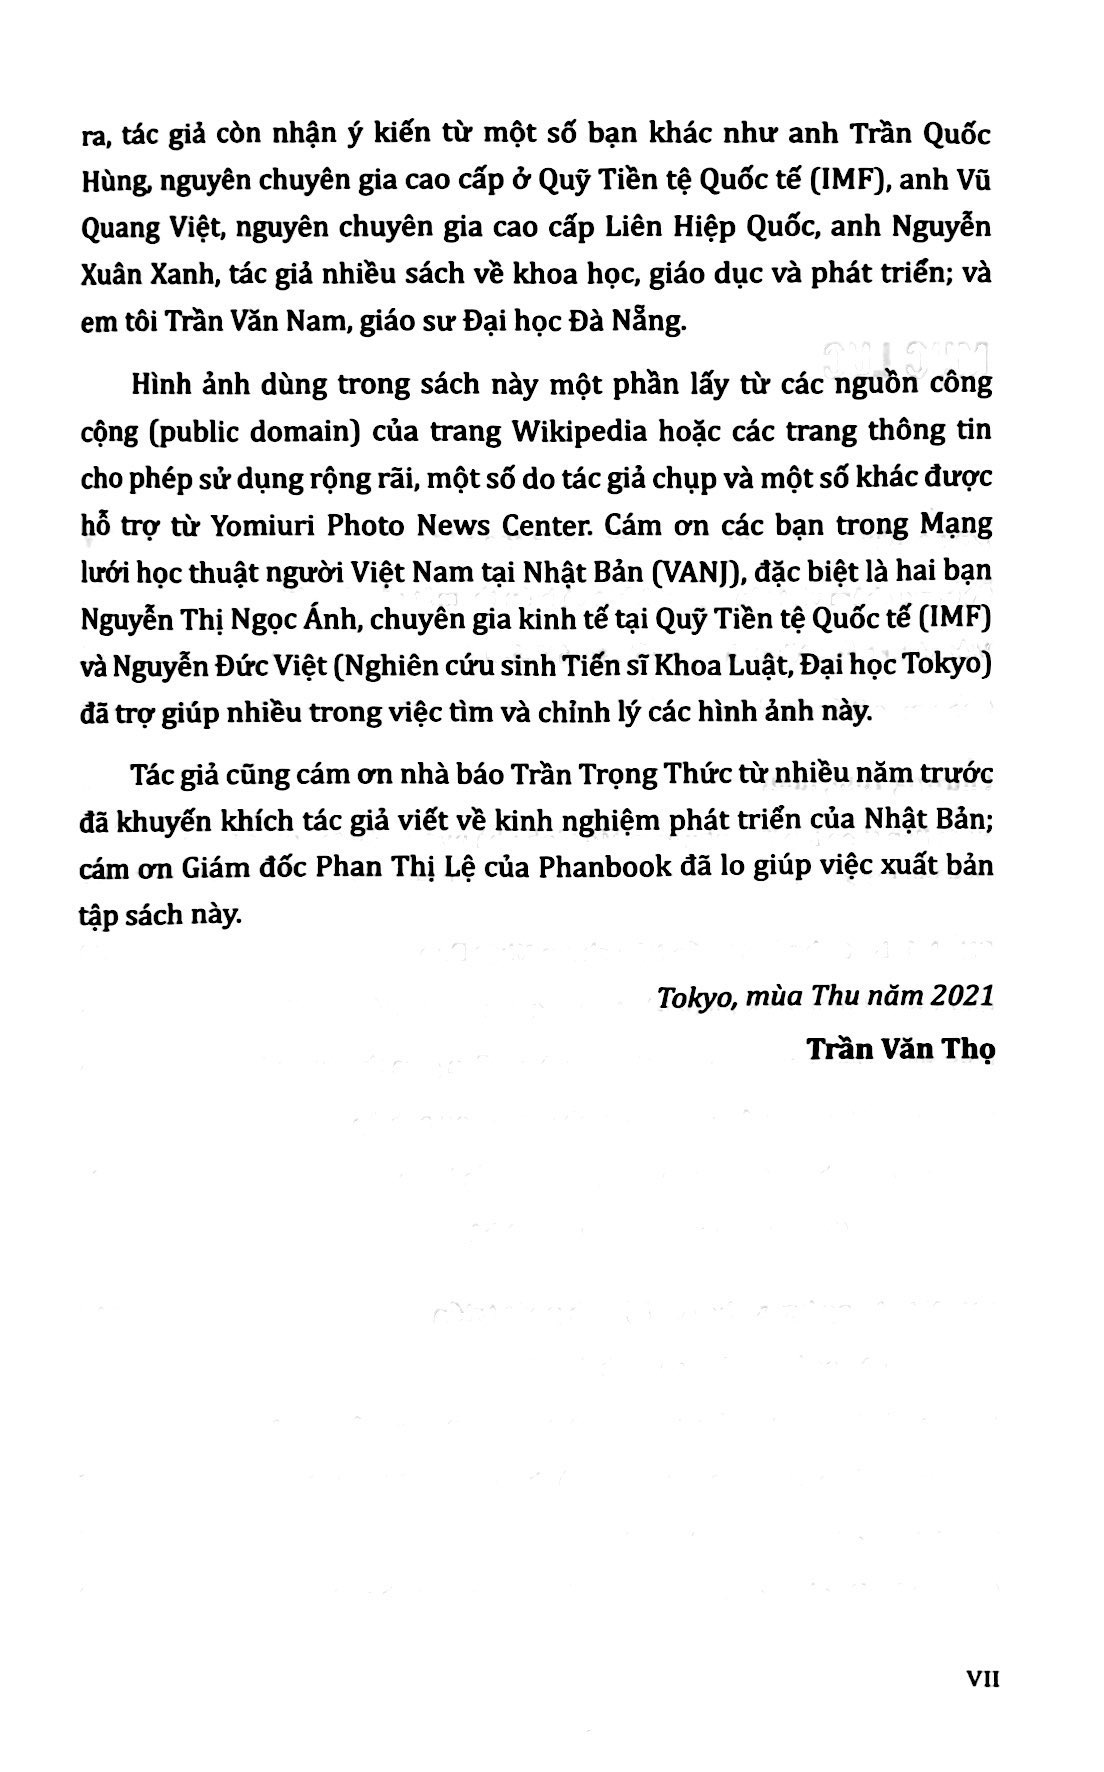 ra, tác giả còn nhận ý kiến từ một số bạn khác như anh Trần Quốc
Hùng, nguyên chuyên gia cao cấp ở Quỹ Tiền tệ Quốc tế (IMF), anh Vũ
Quang Việt, nguyên chuyên gia cao cấp Liên Hiệp Quốc, anh Nguyễn
Xuân Xanh, tác giả nhiều sách về khoa học, giáo dục và phát triển; và
em tôi Trần Văn Nam, giáo sư Đại học Đà Nẵng.
Hình ảnh dùng trong sách này một phần lấy từ các nguồn công
cộng (public domain) của trang Wikipedia hoặc các trang thông tin
cho phép sử dụng rộng rãi, một số do tác giả chụp và một số khác được
hỗ trợ từ Yomiuri Photo News Center. Cám ơn các bạn trong Mạng
lưới học thuật người Việt Nam tại Nhật Bản (VANJ), đặc biệt là hai bạn
Nguyễn Thị Ngọc Ánh, chuyên gia kinh tế tại Quỹ Tiền tệ Quốc tế (IMF)
và Nguyễn Đức Việt (Nghiên cứu sinh Tiến sĩ Khoa Luật, Đại học Tokyo)
đã trợ giúp nhiều trong việc tìm và chỉnh lý các hình ảnh này.
Tác giả cũng cám ơn nhà báo Trần Trọng Thức từ nhiều năm trước
đã khuyến khích tác giả viết về kinh nghiệm phát triển của Nhật Bản;
cám ơn Giám đốc Phan Thị Lệ của Phanbook đã lo giúp việc xuất bản
tập sách này.
Tokyo, mùa Thu năm 2021
Trần Văn Thọ
VII